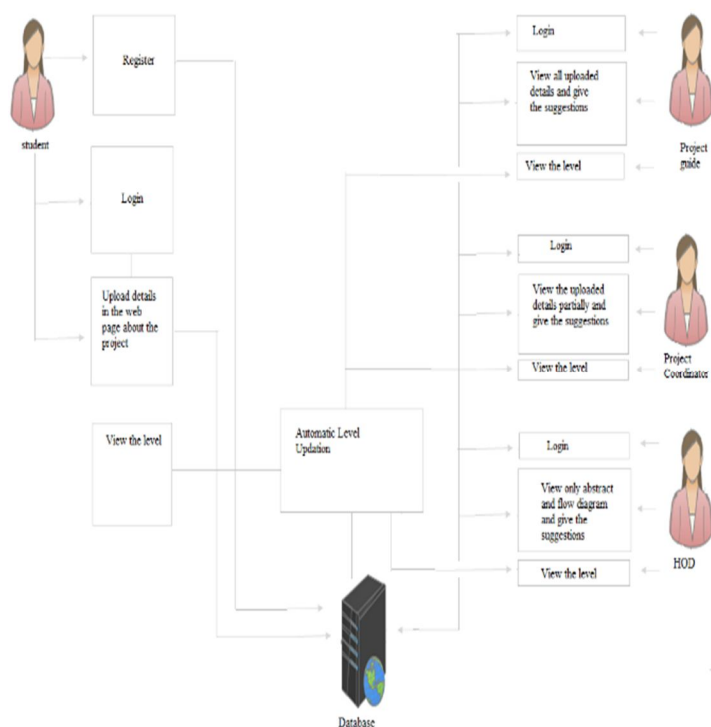 Register
student
Login
Upload details
in the web
page about the
project
View the level
Automatic Level
Updation
Database
Login
View all uploaded
details and give
the suggestions
View the level
Project
guide
Login
View the uploaded
details partially and
give the suggestions
View the level
Project
Coordinator
Login
View only abstract
and flow diagram
and give the
suggestions
View the level
HOD